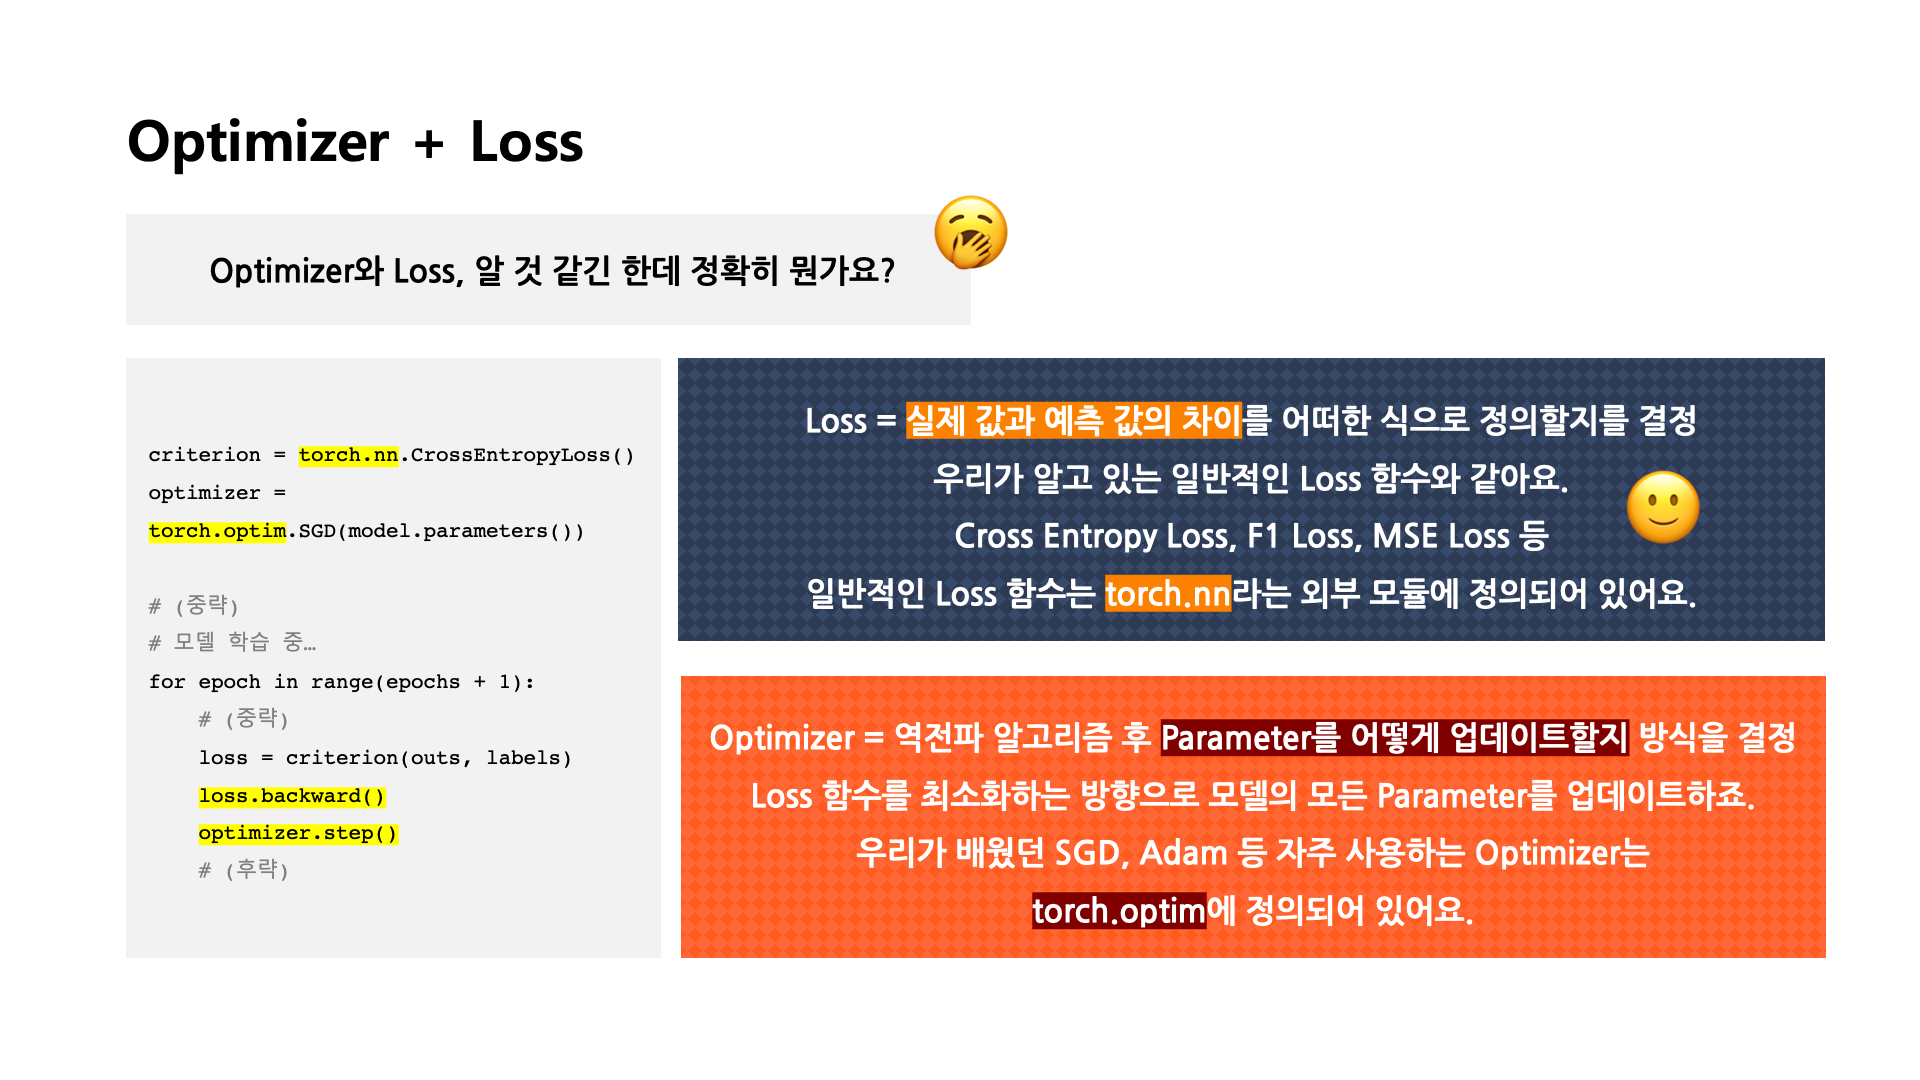 Optimizer + Loss
Optimizer와 Loss, 알 것 같긴 한데 정확히 뭔가요?
criterion = torch.nn.CrossEntropyLoss()
optimizer =
torch.optim.SGD(model.parameters())
# (중략)
# 모델 학습 중…
for epoch in range(epochs + 1):
    # (중략)
    loss = criterion(outs, labels)
    loss.backward()
    optimizer.step()
    # (후략)
Loss = 실제 값과 예측 값의 차이를 어떠한 식으로 정의할지를 결정
우리가 알고 있는 일반적인 Loss 함수와 같아요.
Cross Entropy Loss, F1 Loss, MSE Loss 등
일반적인 Loss 함수는 torch.nn라는 외부 모듈에 정의되어 있어요.
Optimizer = 역전파 알고리즘 후 Parameter를 어떻게 업데이트할지 방식을 결정
Loss 함수를 최소화하는 방향으로 모델의 모든 Parameter를 업데이트하죠.
우리가 배웠던 SGD, Adam 등 자주 사용하는 Optimizer는
torch.optim에 정의되어 있어요.